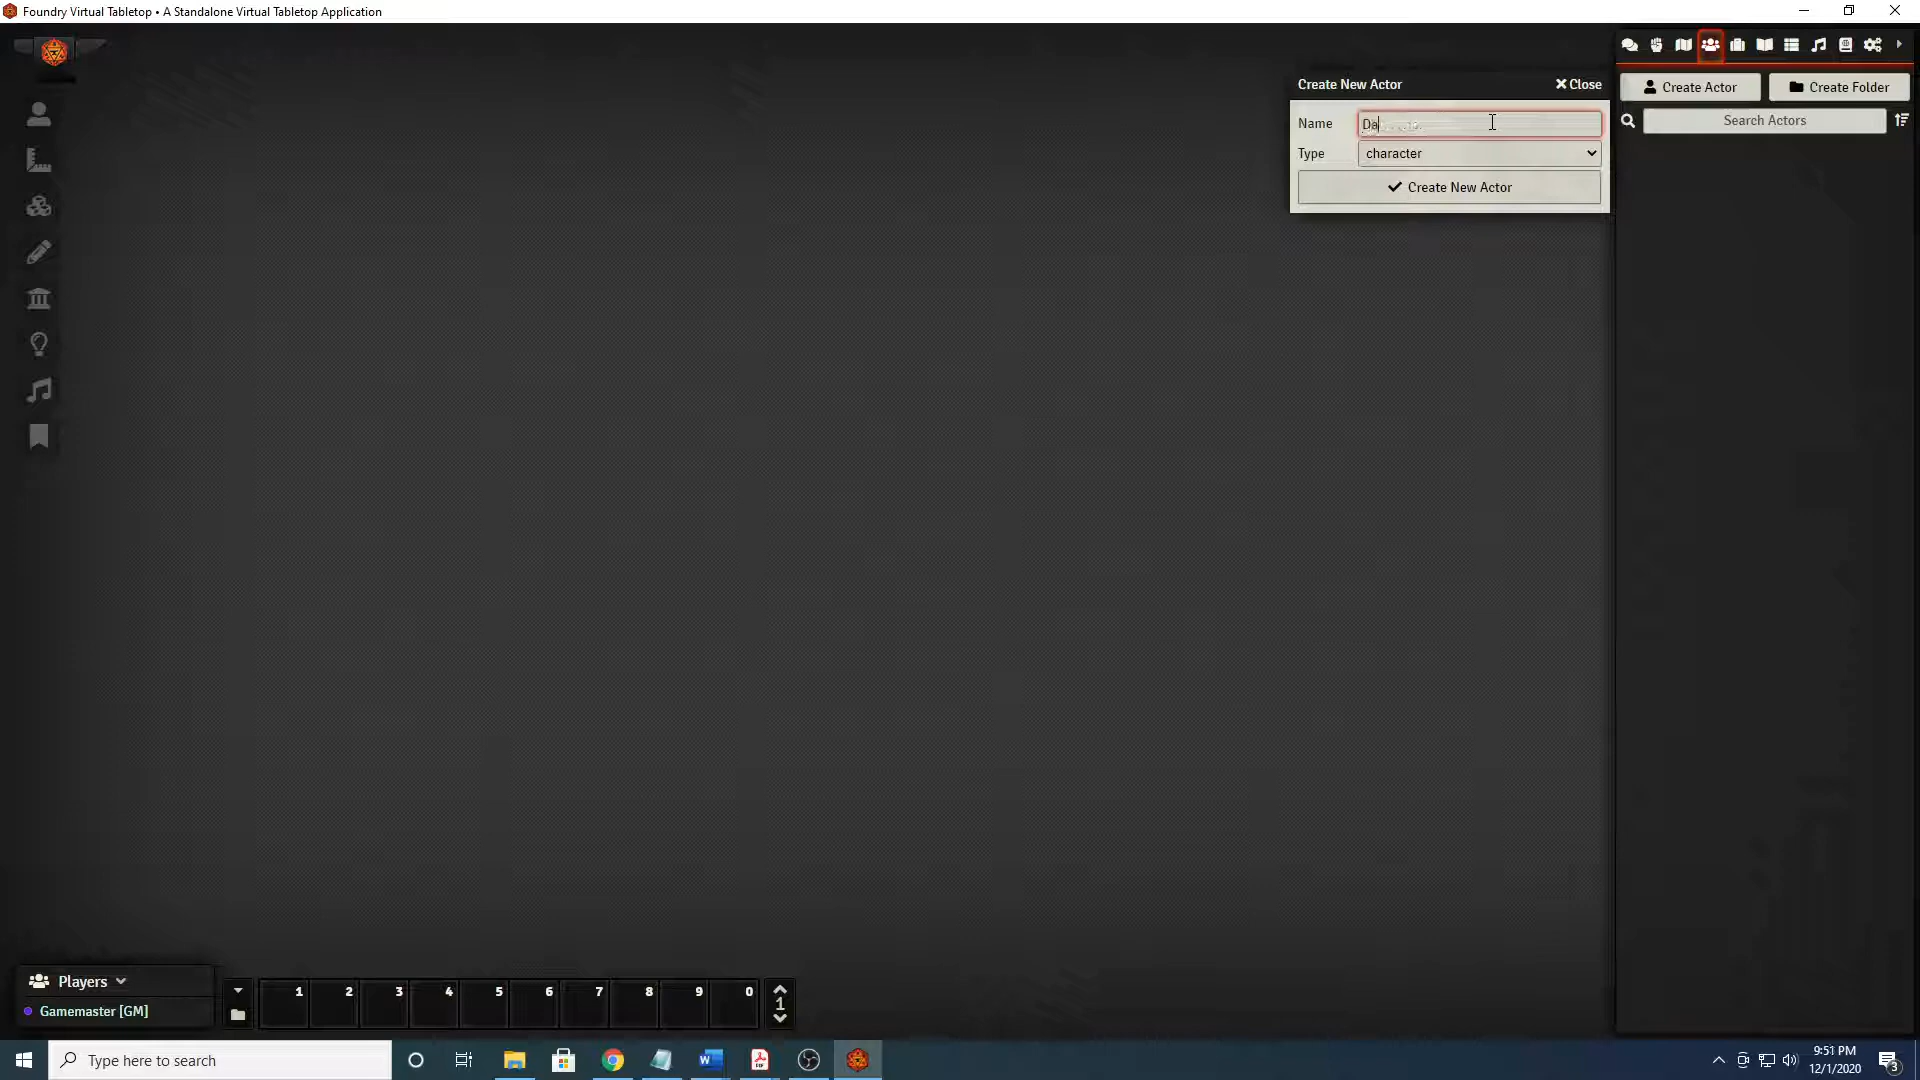 Foundry Virtual Tabletop • A Standalone Virtual Tabletop Application
Create New Actor
Close
Name
Da
Type
character
Create New Actor
Create Actor
Create Folder
Search Actors
Players
Gamemaster [GM]
1 2 3 4 5 6 7 8 9 0
1
Type here to search
9:51 PM
12/1/2020
3